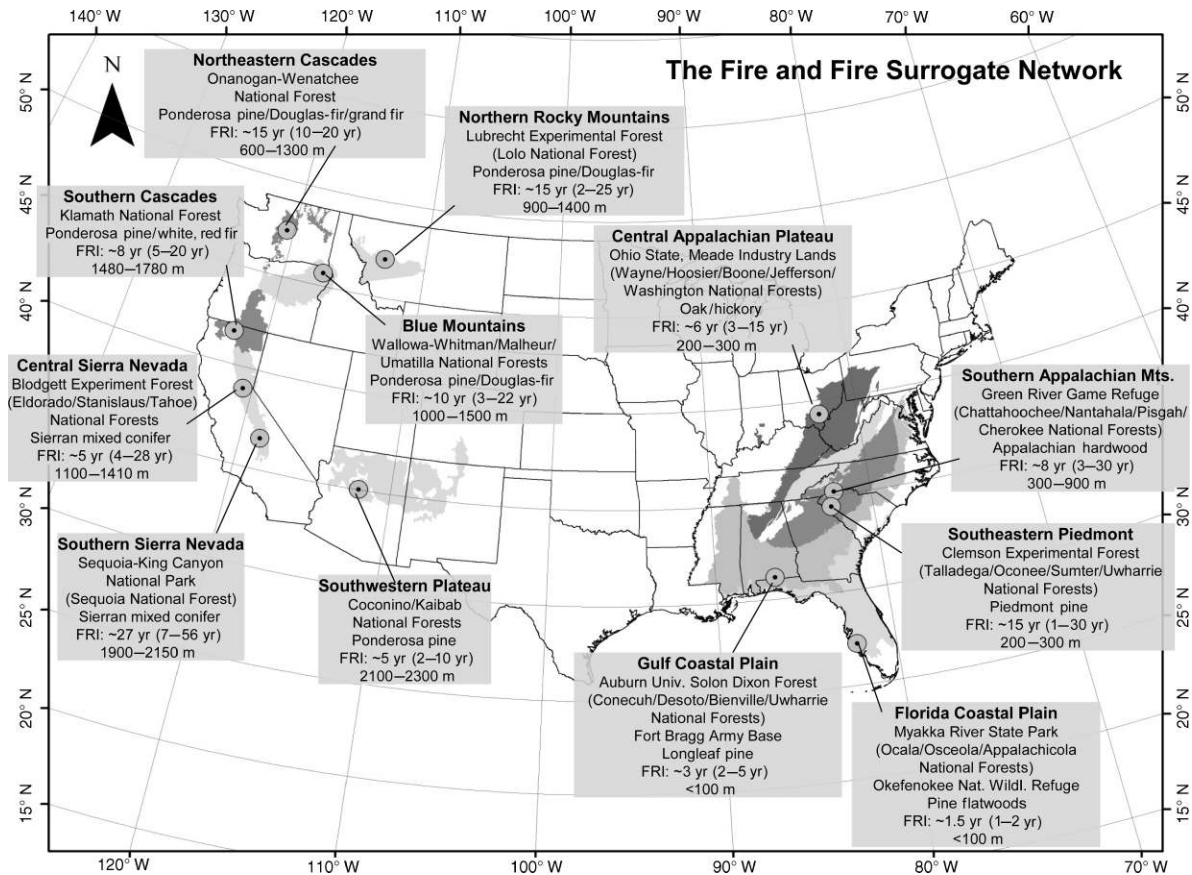 140° W
130° W
120° W
110° W
100° W
90° W
80° W
70° W
60° W
N
The Fire and Fire Surrogate Network
Northeastern Cascades
Onanogan-Wenatchee
National Forest
Ponderosa pine/Douglas-fir/grand fir
FRI: ~15 yr (10–20 yr)
600–1300 m
Northern Rocky Mountains
Lubrecht Experimental Forest
(Lolo National Forest)
Ponderosa pine/Douglas-fir
FRI: ~15 yr (2–25 yr)
900–1400 m
Southern Cascades
Klamath National Forest
Ponderosa pine/white, red fir
FRI: ~8 yr (5–20 yr)
1480–1780 m
Central Appalachian Plateau
Ohio State, Meade Industry Lands
(Wayne/Hoosier/Boone/Jefferson/
Washington National Forests)
Oak/hickory
FRI: ~6 yr (3–15 yr)
200–300 m
Blue Mountains
Wallowa-Whitman/Malheur/
Umatilla National Forests
Ponderosa pine/Douglas-fir
FRI: ~10 yr (3–22 yr)
1000–1500 m
Central Sierra Nevada
Blodgett Experiment Forest
(Eldorado/Stanislaus/Tahoe)
National Forests
Sierran mixed conifer
FRI: ~5 yr (4–28 yr)
1100–1410 m
Southern Appalachian Mts.
Green River Game Refuge
(Chattahoochee/Nantahala/Pisgah/
Cherokee National Forests)
Appalachian hardwood
FRI: ~8 yr (3–30 yr)
300–900 m
Southern Sierra Nevada
Sequoia-King Canyon
National Park
(Sequoia National Forest)
Sierran mixed conifer
FRI: ~27 yr (7–56 yr)
1900–2150 m
Southwestern Plateau
Coconino/Kaibab
National Forests
Ponderosa pine
FRI: ~5 yr (2–10 yr)
2100–2300 m
Southeastern Piedmont
Clemson Experimental Forest
(Talladega/Oconee/Sumter/Uwharrie
National Forests)
Piedmont pine
FRI: ~15 yr (1–30 yr)
200–300 m
Gulf Coastal Plain
Auburn Univ. Solon Dixon Forest
(Conecuh/Desoto/Bienville/Uwharrie
National Forests)
Fort Bragg Army Base
Longleaf pine
FRI: ~3 yr (2–5 yr)
<100 m
Florida Coastal Plain
Myakka River State Park
(Ocala/Osceola/Appalachicola
National Forests)
Okefenokee Nat. Wildl. Refuge
Pine flatwoods
FRI: ~1.5 yr (1–2 yr)
<100 m
50° N
45° N
40° N
35° N
30° N
25° N
20° N
15° N
50° N
45° N
40° N
30° N
25° N
20° N
15° N
120° W
110° W
100° W
90° W
80° W
70° W